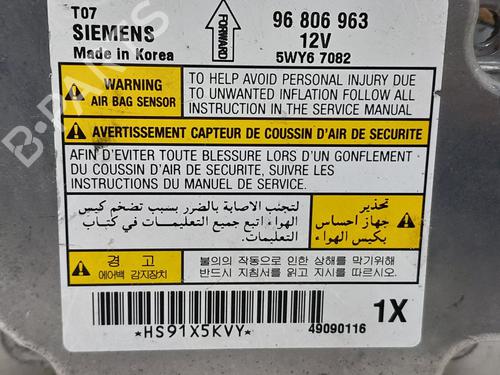 T07
SIEMENS
Made in Korea
FORWARD
96 806 963
12V
5WY6 7082
WARNING
AIR BAG SENSOR
TO HELP AVOID PERSONAL INJURY DUE
TO UNWANTED INFLATION FOLLOW ALL
INSTRUCTION IN THE SERVICE MANUAL
AVERTISSEMENT CAPTEUR DE COUSSIN D'AIR DE SECURITE
AFIN D'EVITER TOUTE BLESSURE LORS D'UN GONFLEMENT
DU COUSSIN D'AIR DE SECURITE, SUIVRE LES
INSTRUCTIONS DU MANUEL DE SERVICE.
تحذير
جهاز احساس
بكيس الهواء
لتجنب الاصابة بالضرر بسبب تضخم كيس
الهواء اتبع جميع التعليمات في كتاب
التعليمات.
경 고
에어백 감지장치
불의의 작동으로 인한 상해를 막기위해
반드시 지침서를 읽고 지시를 따르십시오.
*HS91X5KVY*
49090116
1X
B-PARTS